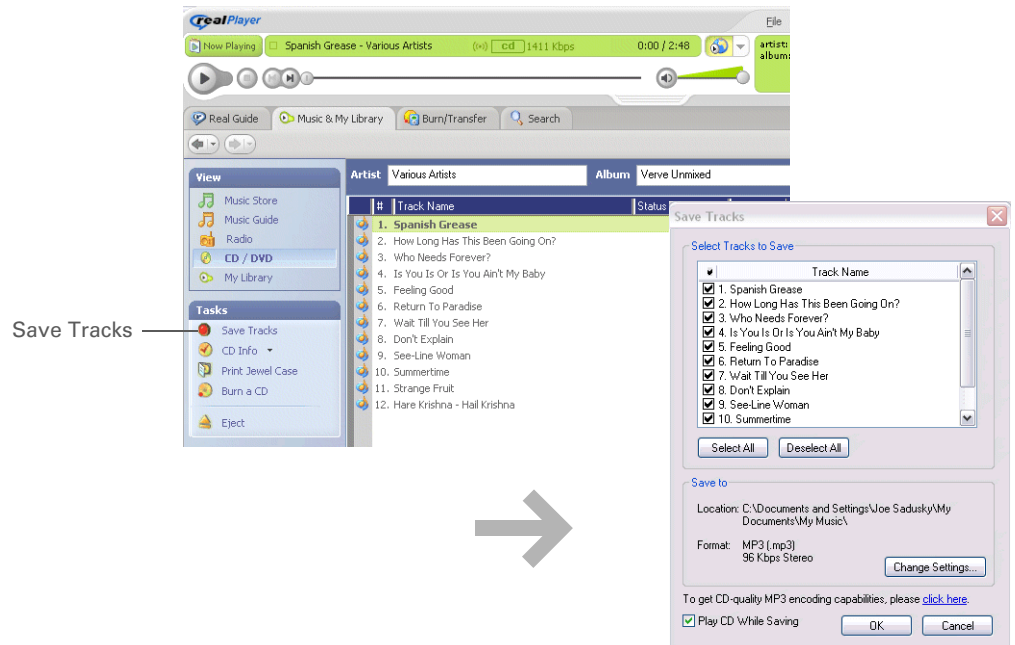 realPlayer
File
Now Playing
Spanish Grease - Various Artists
((•)) cd 1411 Kbps
0:00 / 2:48
artist:
album:
Real Guide
Music & My Library
Burn/Transfer
Search
View
Music Store
Music Guide
Radio
CD / DVD
My Library
Tasks
Save Tracks
CD Info
Print Jewel Case
Burn a CD
Eject
Save Tracks
Artist Various Artists Album Verve Unmixed
# Track Name Status
1. Spanish Grease
2. How Long Has This Been Going On?
3. Who Needs Forever?
4. Is You Is Or Is You Ain't My Baby
5. Feeling Good
6. Return To Paradise
7. Wait Till You See Her
8. Don't Explain
9. See-Line Woman
10. Summertime
11. Strange Fruit
12. Hare Krishna - Hail Krishna
Save Tracks
Select Tracks to Save
Track Name
1. Spanish Grease
2. How Long Has This Been Going On?
3. Who Needs Forever?
4. Is You Is Or Is You Ain't My Baby
5. Feeling Good
6. Return To Paradise
7. Wait Till You See Her
8. Don't Explain
9. See-Line Woman
10. Summertime
Select All
Deselect All
Save to
Location: C:\Documents and Settings\Joe Sadusky\My
Documents\My Music\
Format: MP3 (.mp3)
96 Kbps Stereo
Change Settings...
To get CD-quality MP3 encoding capabilities, please click here.
Play CD While Saving
OK
Cancel